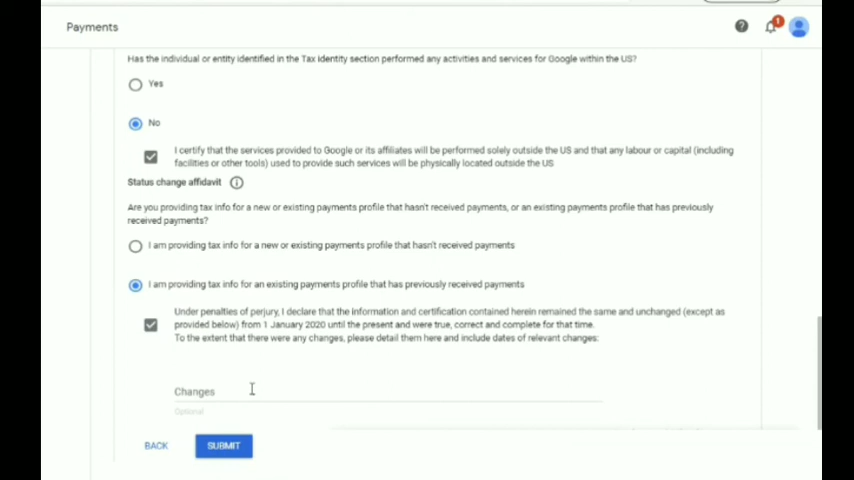 Payments
1
Has the individual or entity identified in the Tax identity section performed any activities and services for Google within the US?
Yes
No
I certify that the services provided to Google or its affiliates will be performed solely outside the US and that any labour or capital (including
facilities or other tools) used to provide such services will be physically located outside the US
Status change affidavit
Are you providing tax info for a new or existing payments profile that hasn't received payments, or an existing payments profile that has previously
received payments?
I am providing tax info for a new or existing payments profile that hasn't received payments
I am providing tax info for an existing payments profile that has previously received payments
Under penalties of perjury, I declare that the information and certification contained herein remained the same and unchanged (except as
provided below) from 1 January 2020 until the present and were true, correct and complete for that time.
To the extent that there were any changes, please detail them here and include dates of relevant changes:
Changes
Optional
BACK
SUBMIT